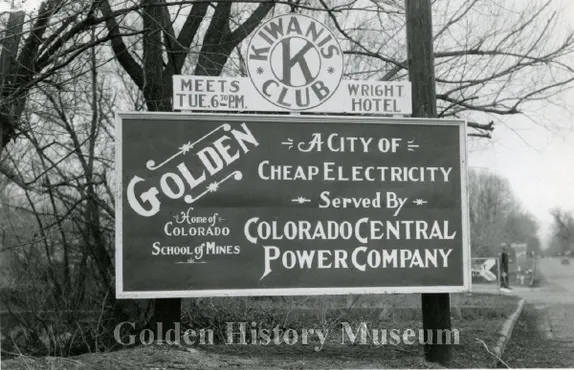 KIWANIS
K
CLUB
MEETS
TUE. 6:20 P.M.
WRIGHT
HOTEL
GOLDEN
Home of
COLORADO
SCHOOL of MINES
A CITY OF
CHEAP ELECTRICITY
SERVED BY
COLORADO CENTRAL
POWER COMPANY
Golden History Museum